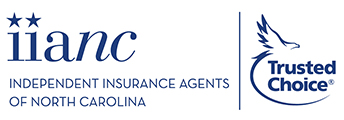 iianc
INDEPENDENT INSURANCE AGENTS
OF NORTH CAROLINA
Trusted
Choice®